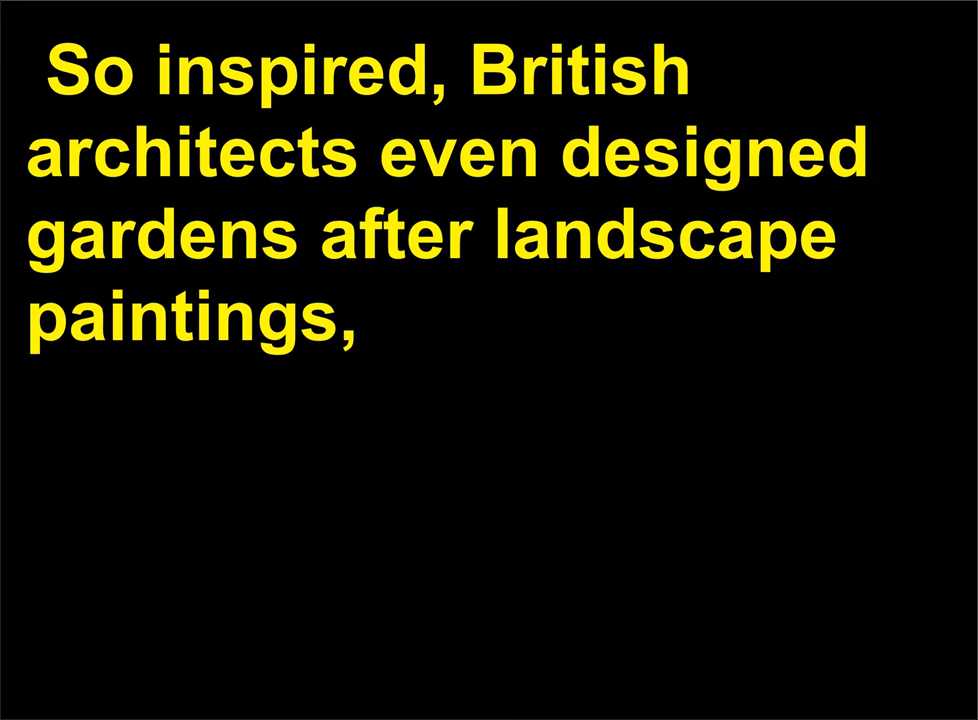 So inspired, British
architects even designed
gardens after landscape
paintings,